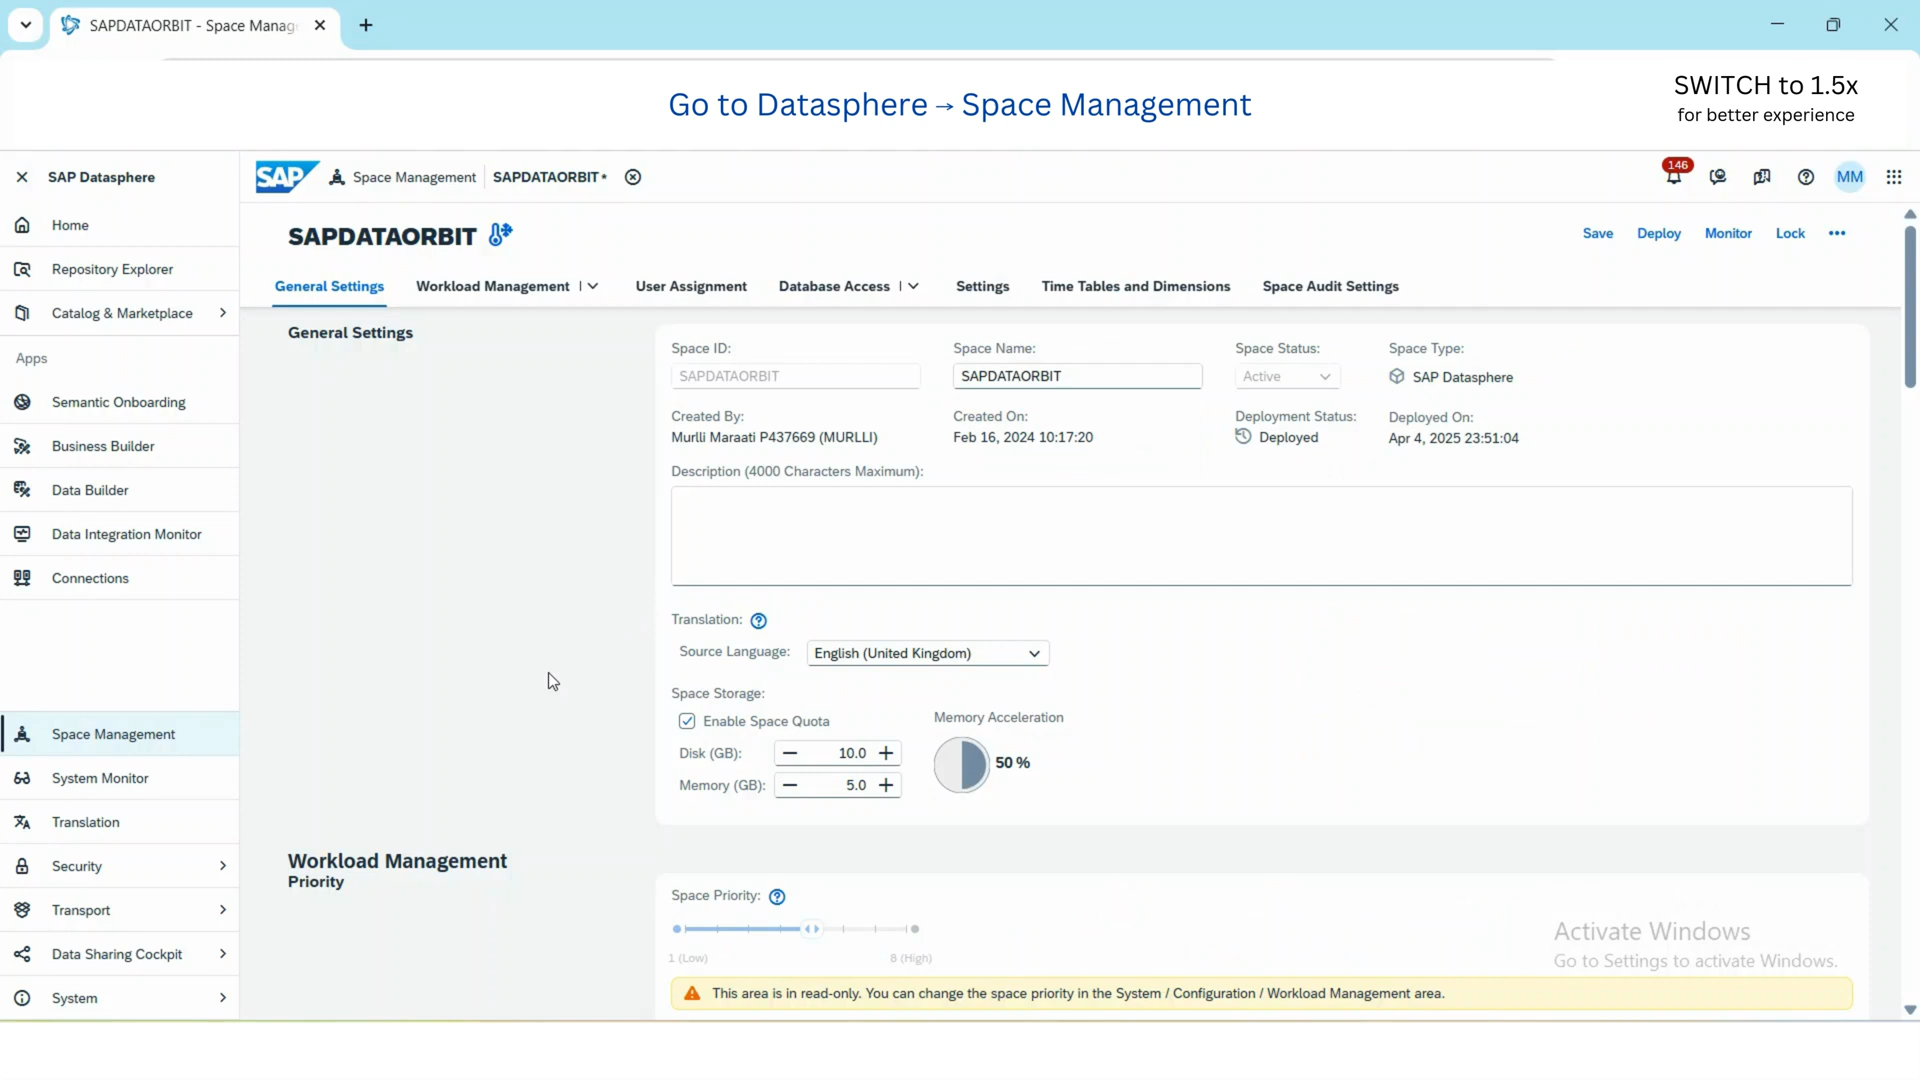 SAPDATAORBIT - Space Manag
Go to Datasphere → Space Management
SWITCH to 1.5x
for better experience
SAP Datasphere
SAP
Space Management
SAPDATAORBIT*
146
MM
Home
Repository Explorer
Catalog & Marketplace
Apps
Semantic Onboarding
Business Builder
Data Builder
Data Integration Monitor
Connections
Space Management
System Monitor
Translation
Security
Transport
Data Sharing Cockpit
System
SAPDATAORBIT
Save Deploy Monitor Lock
General Settings Workload Management User Assignment Database Access Settings Time Tables and Dimensions Space Audit Settings
General Settings
Space ID: Space Name: Space Status: Space Type:
SAPDATAORBIT SAPDATAORBIT Active SAP Datasphere
Created By: Created On: Deployment Status: Deployed On:
Murlli Maraati P437669 (MURLLI) Feb 16, 2024 10:17:20 Deployed Apr 4, 2025 23:51:04
Description (4000 Characters Maximum):
Translation:
Source Language: English (United Kingdom)
Space Storage:
Enable Space Quota Memory Acceleration
Disk (GB): 10.0
50 %
Memory (GB): 5.0
Workload Management
Priority
Space Priority:
1 (Low) 8 (High)
This area is in read-only. You can change the space priority in the System / Configuration / Workload Management area.
Activate Windows
Go to Settings to activate Windows.